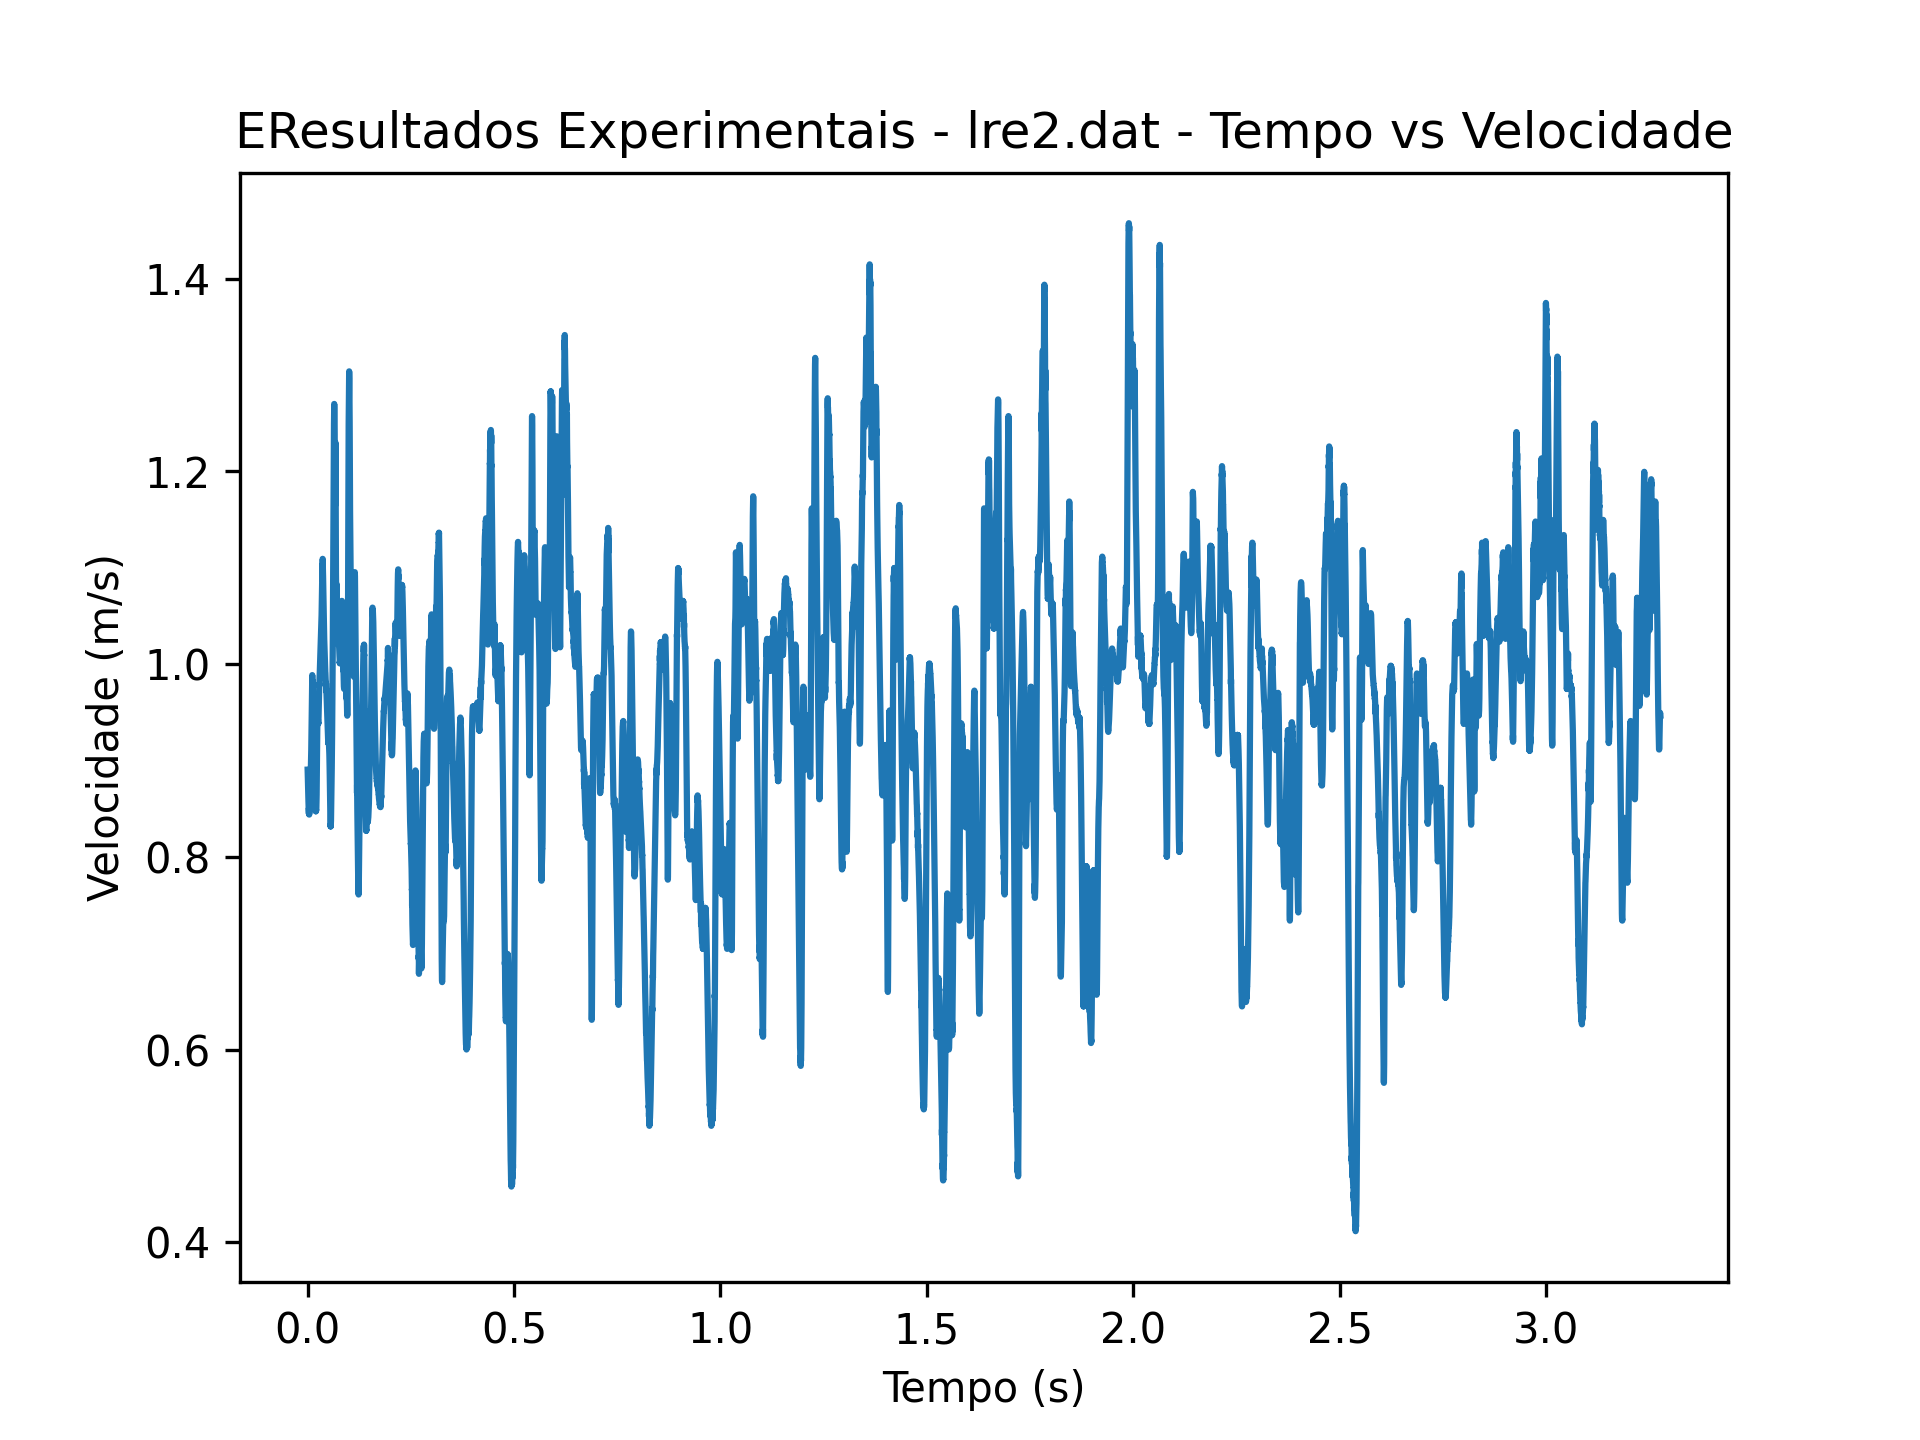 EResultados Experimentais - lre2.dat - Tempo vs Velocidade
Velocidade (m/s)
1.4
1.2
1.0
0.8
0.6
0.4
0.0 0.5 1.0 1.5 2.0 2.5 3.0
Tempo (s)